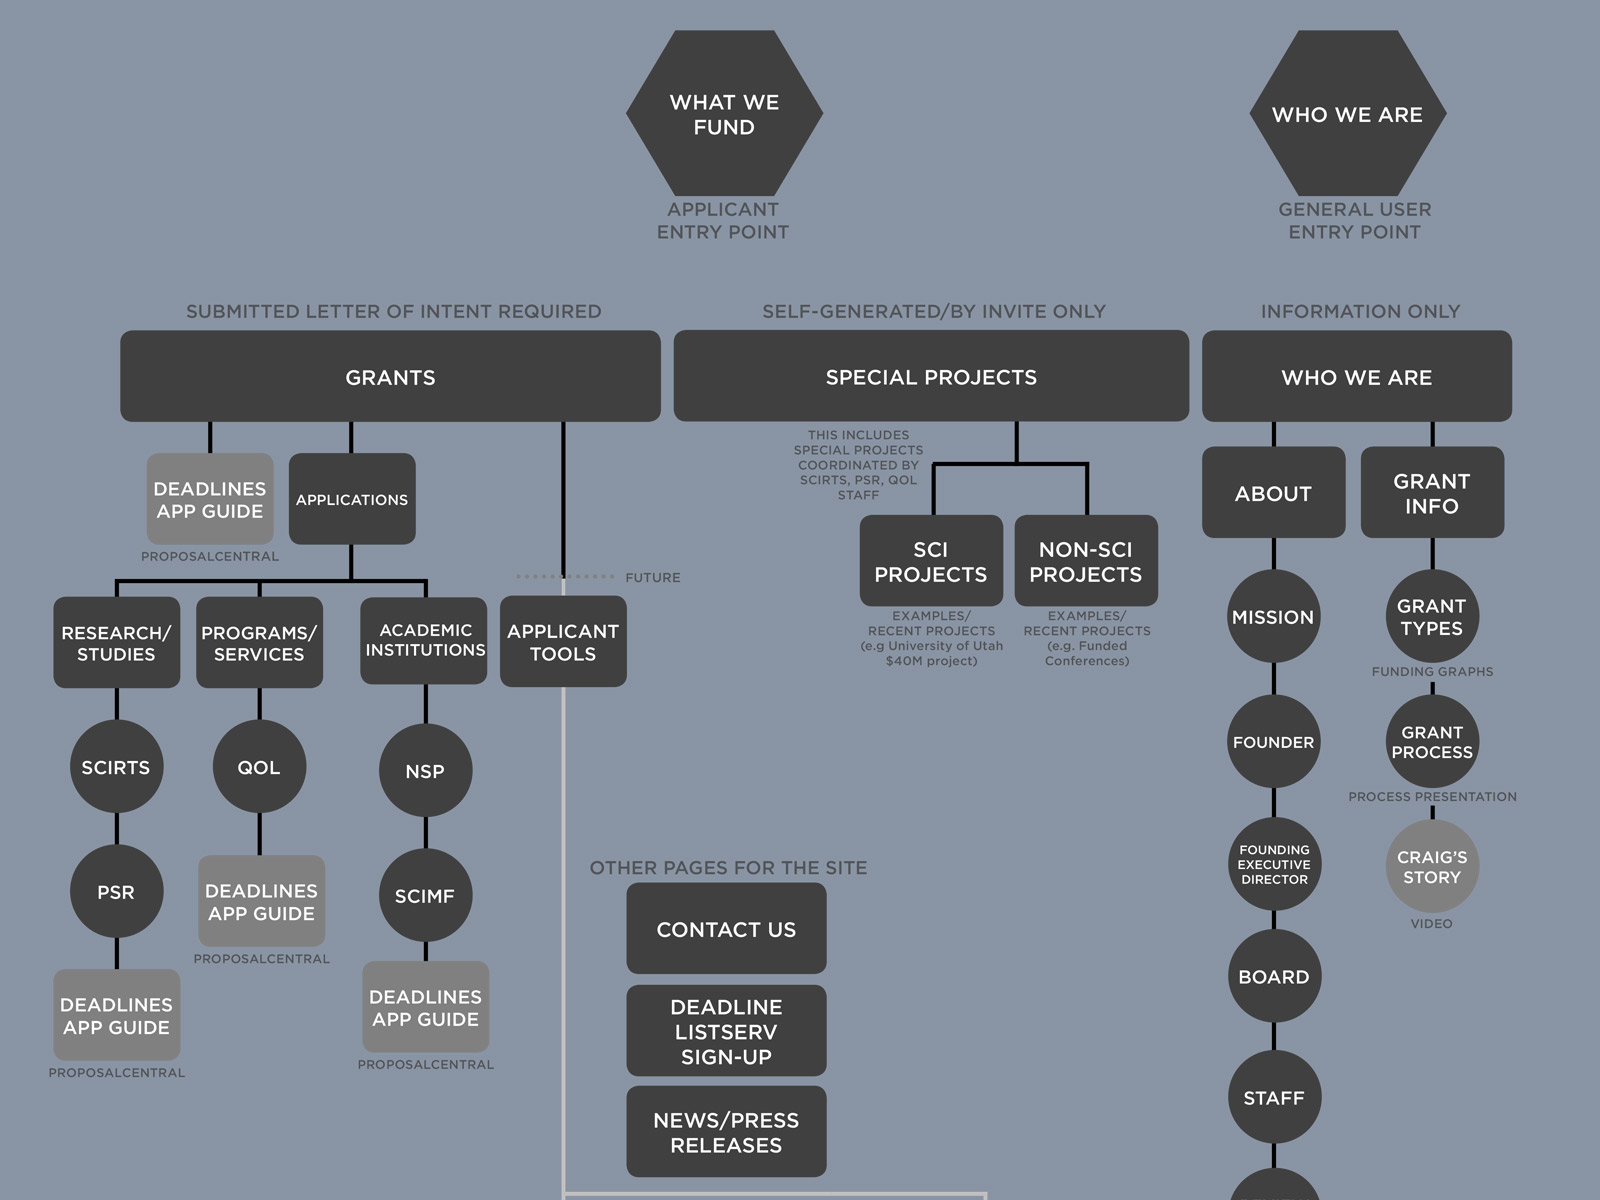 WHAT WE
FUND
APPLICANT
ENTRY POINT
WHO WE ARE
GENERAL USER
ENTRY POINT
SUBMITTED LETTER OF INTENT REQUIRED
GRANTS
DEADLINES
APP GUIDE
PROPOSALCENTRAL
APPLICATIONS
FUTURE
RESEARCH/
STUDIES
PROGRAMS/
SERVICES
ACADEMIC
INSTITUTIONS
APPLICANT
TOOLS
SCIRTS
QOL
NSP
PSR
DEADLINES
APP GUIDE
PROPOSALCENTRAL
SCIMF
DEADLINES
APP GUIDE
PROPOSALCENTRAL
DEADLINES
APP GUIDE
PROPOSALCENTRAL
SELF-GENERATED/BY INVITE ONLY
SPECIAL PROJECTS
THIS INCLUDES
SPECIAL PROJECTS
COORDINATED BY
SCIRTS, PSR, QOL
STAFF
SCI
PROJECTS
EXAMPLES/
RECENT PROJECTS
(e.g University of Utah
$40M project)
NON-SCI
PROJECTS
EXAMPLES/
RECENT PROJECTS
(e.g. Funded
Conferences)
OTHER PAGES FOR THE SITE
CONTACT US
DEADLINE
LISTSERV
SIGN-UP
NEWS/PRESS
RELEASES
INFORMATION ONLY
WHO WE ARE
ABOUT
MISSION
FOUNDER
FOUNDING
EXECUTIVE
DIRECTOR
BOARD
STAFF
GRANT
INFO
GRANT
TYPES
FUNDING GRAPHS
GRANT
PROCESS
PROCESS PRESENTATION
CRAIG'S
STORY
VIDEO